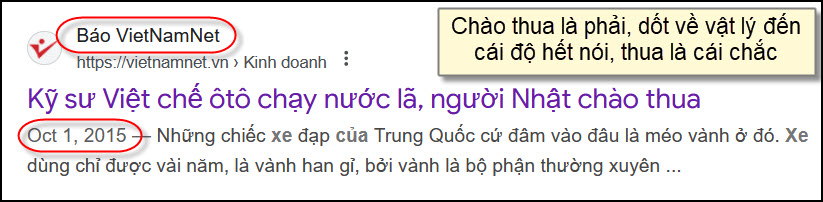 Báo VietNamNet
https://vietnamnet.vn › Kinh doanh
Chào thua là phải, dốt về vật lý đến
cái độ hết nói, thua là cái chắc
Kỹ sư Việt chế ôtô chạy nước lã, người Nhật chào thua
Oct 1, 2015 — Những chiếc xe đạp của Trung Quốc cứ đâm vào đâu là méo vành ở đó. Xe
dùng chỉ được vài năm, là vành han gỉ, bởi vành là bộ phận thường xuyên ...